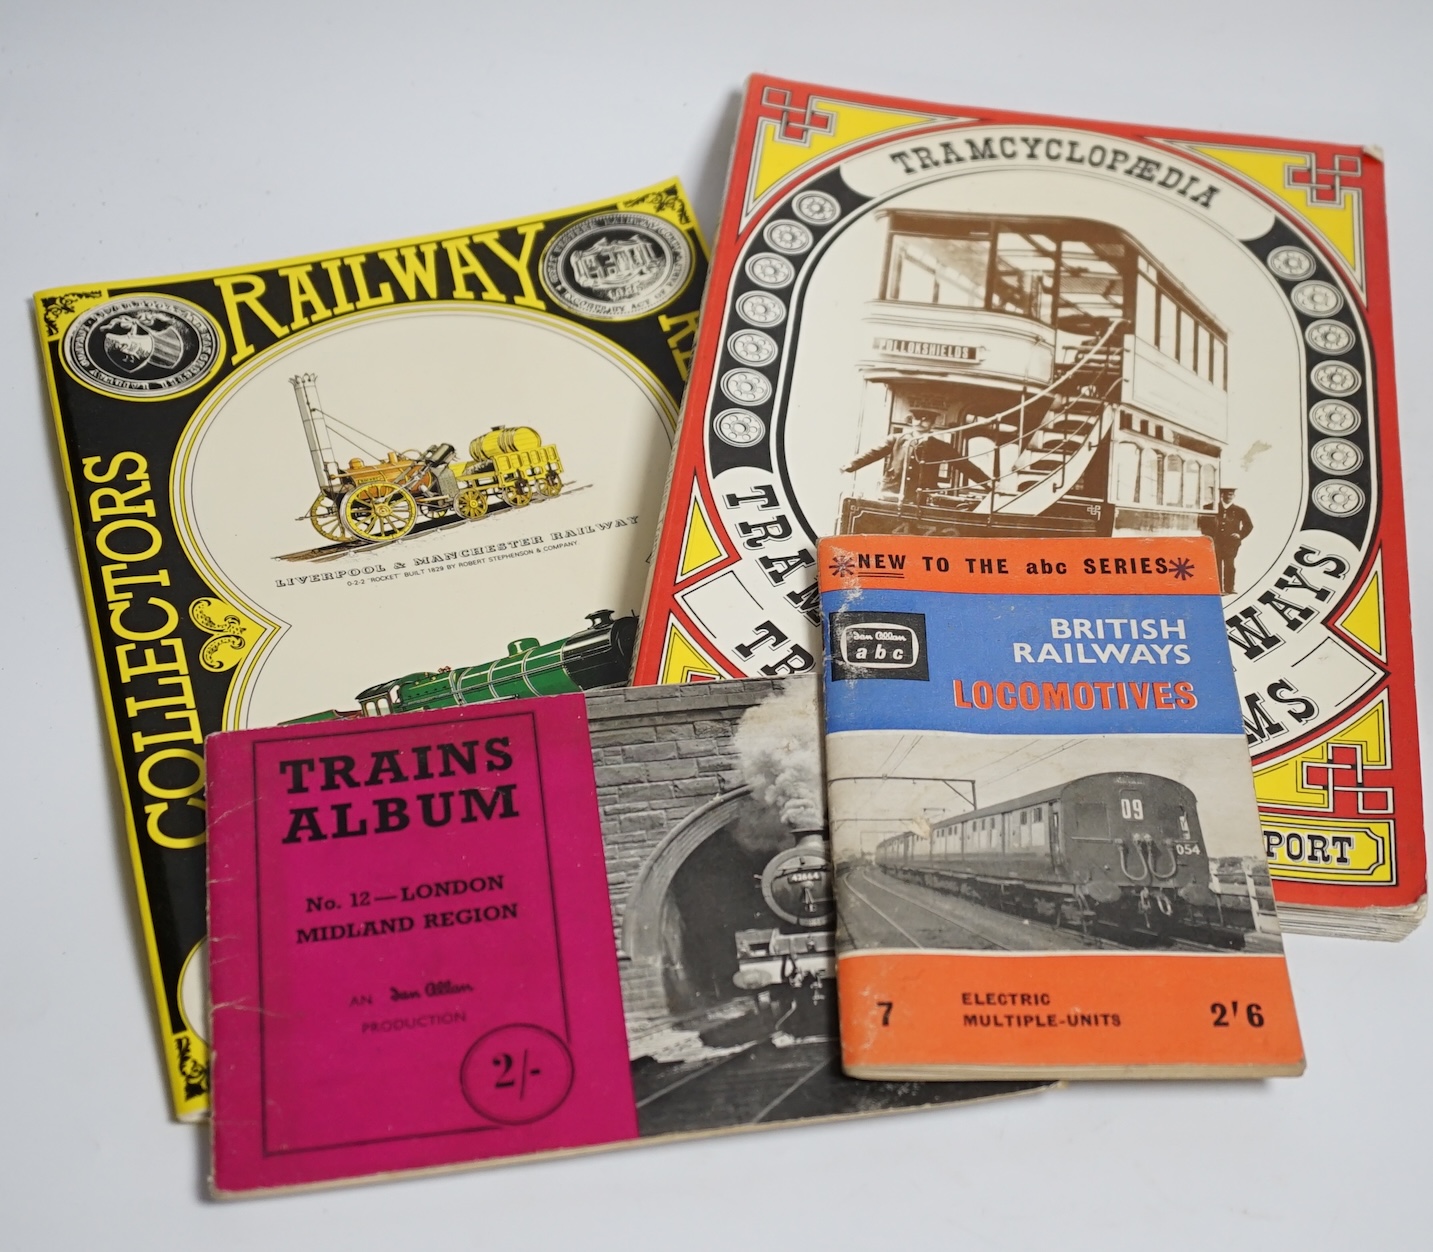 RAILWAY
COLLECTORS
LIVERPOOL & MANCHESTER RAILWAY
0-2-2 "ROCKET" BUILT 1829 BY ROBERT STEPHENSON & COMPANY
TRAMCYCLOPÆDIA
POLLOKSHIELDS
PORT
TRAINS
ALBUM
No. 12—LONDON
MIDLAND REGION
AN Ian Allan
PRODUCTION
2/-
42664
*NEW TO THE abc SERIES*
Ian Allan
abc
BRITISH
RAILWAYS
LOCOMOTIVES
09
054
7
ELECTRIC
MULTIPLE-UNITS
2'6